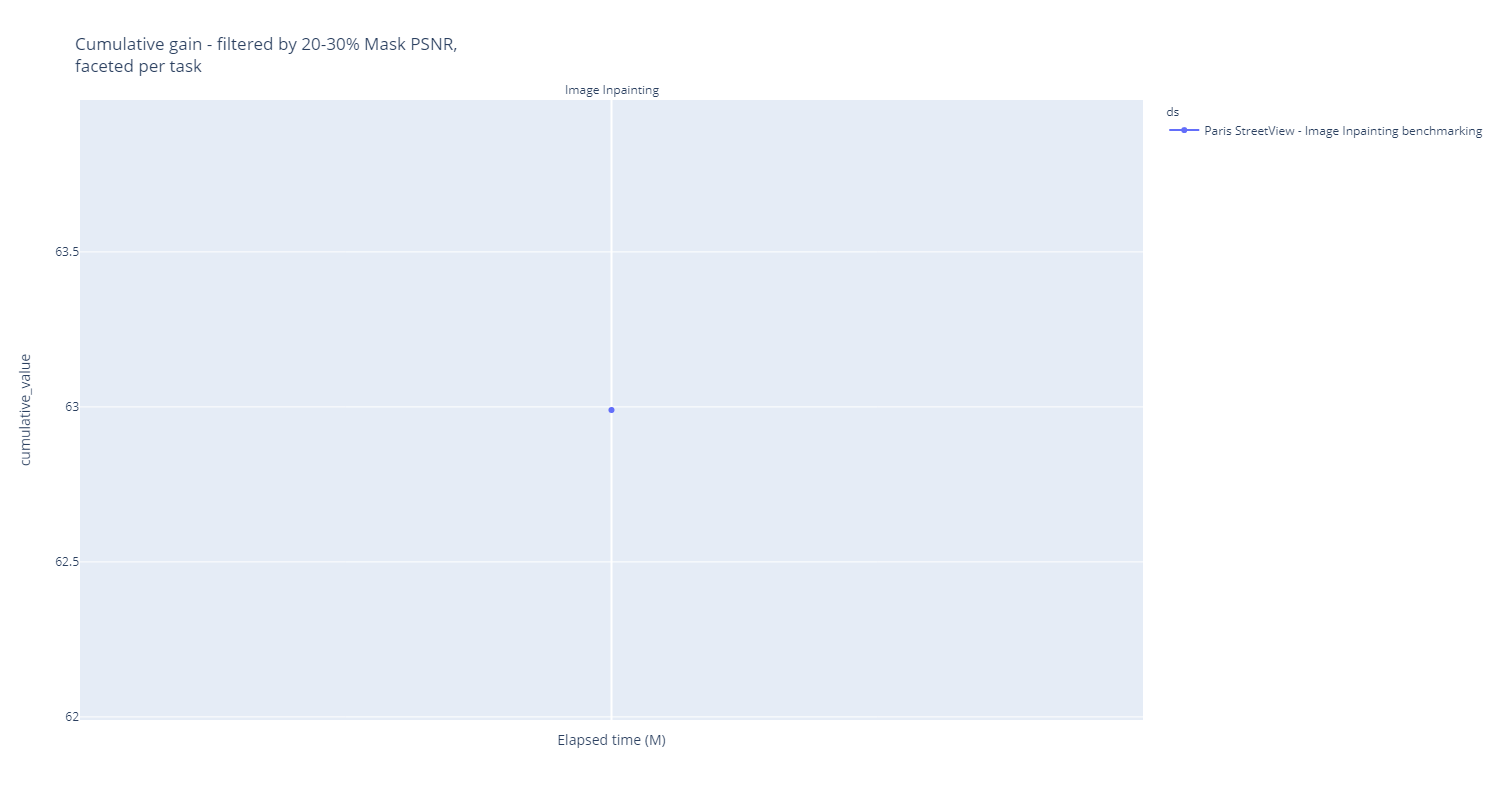 Cumulative gain - filtered by 20-30% Mask PSNR,
faceted per task
Image Inpainting
ds
Paris StreetView - Image Inpainting benchmarking
63.5
63
62.5
62
cumulative_value
Elapsed time (M)